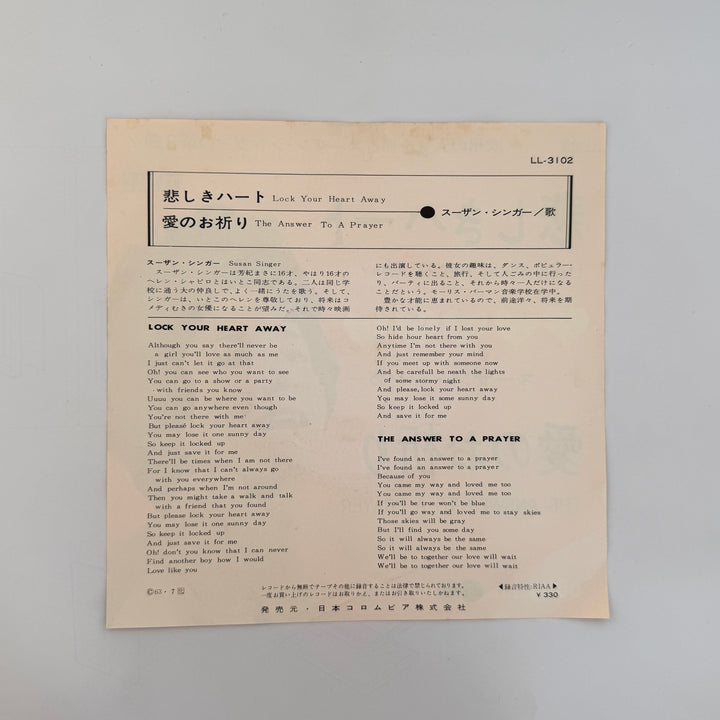 LL-3102
悲しきハート Lock Your Heart Away
スーザン・シンガー/歌
愛のお祈り The Answer To A Prayer
スーザン・シンガー Susan Singer
スーザン・シンガーは芳紀まさに16才、やはり16才の
ヘレン・シャピロとはいとこ同志である。二人は同じ学
校に通う大の仲良しで、よく一緒にうたを歌う。そして、
シンガーは、いとこのヘレンを尊敬しており、将来はコ
メディむきの女優になることが望みだ。それで時々映画
にも出演している。彼女の趣味は、ダンス、ポピュラー・
レコードを聴くこと、旅行。そして人ごみの中に行った
り、パーティに出ること、それから時々一人だけになる
ことだという。モーリス・バーマン音楽学校在学中。
豊かな才能に恵まれているので、前途洋々、将来を期
待されている。
LOCK YOUR HEART AWAY
Although you say there'll never be
a girl you'll love as much as me
I just can't let it go at that
Oh! you can see who you want to see
You can go to a show or a party
with friends you know
Uuuu you can be where you want to be
You can go anywhere even though
You're not there with me
But please lock your heart away
You may lose it one sunny day
So keep it locked up
And just save it for me
There'll be times when I am not there
For I know that I can't always go
with you everywhere
And perhaps when I'm not around
Then you might take a walk and talk
with a friend that you found
But please lock your heart away
You may lose it one sunny day
So keep it locked up
And just save it for me
Oh! don't you know that I can never
Find another boy how I would
Love like you
Oh! I'd be lonely if I lost your love
So hide hour heart from you
Anytime I'm not there with you
And just remember your mind
If you meet up with someone now
And be carefull be neath the lights
of some stormy night
And please, lock your heart away
You may lose it some sunny day
So keep it locked up
And save it for me
THE ANSWER TO A PRAYER
I've found an answer to a prayer
I've found an answer to a prayer
Because of you
You came my way and loved me too
You came my way and loved me too
If you'll be true won't be blue
If you'll go way and loved me to stay skies
Those skies will be gray
But I'll find you some day
So it will always be the same
So it will always be the same
We'll be to together our love will wait
We'll be to together our love will wait
Ⓒ63・7
レコードから無断でテープその他に録音することは法律で禁じられております。
一度お買い上げのレコードはお取りかえ、またはお引き取りいたしかねます。
発売元・日本コロムビア株式会社
◀録音特性:RIAA▶
¥330